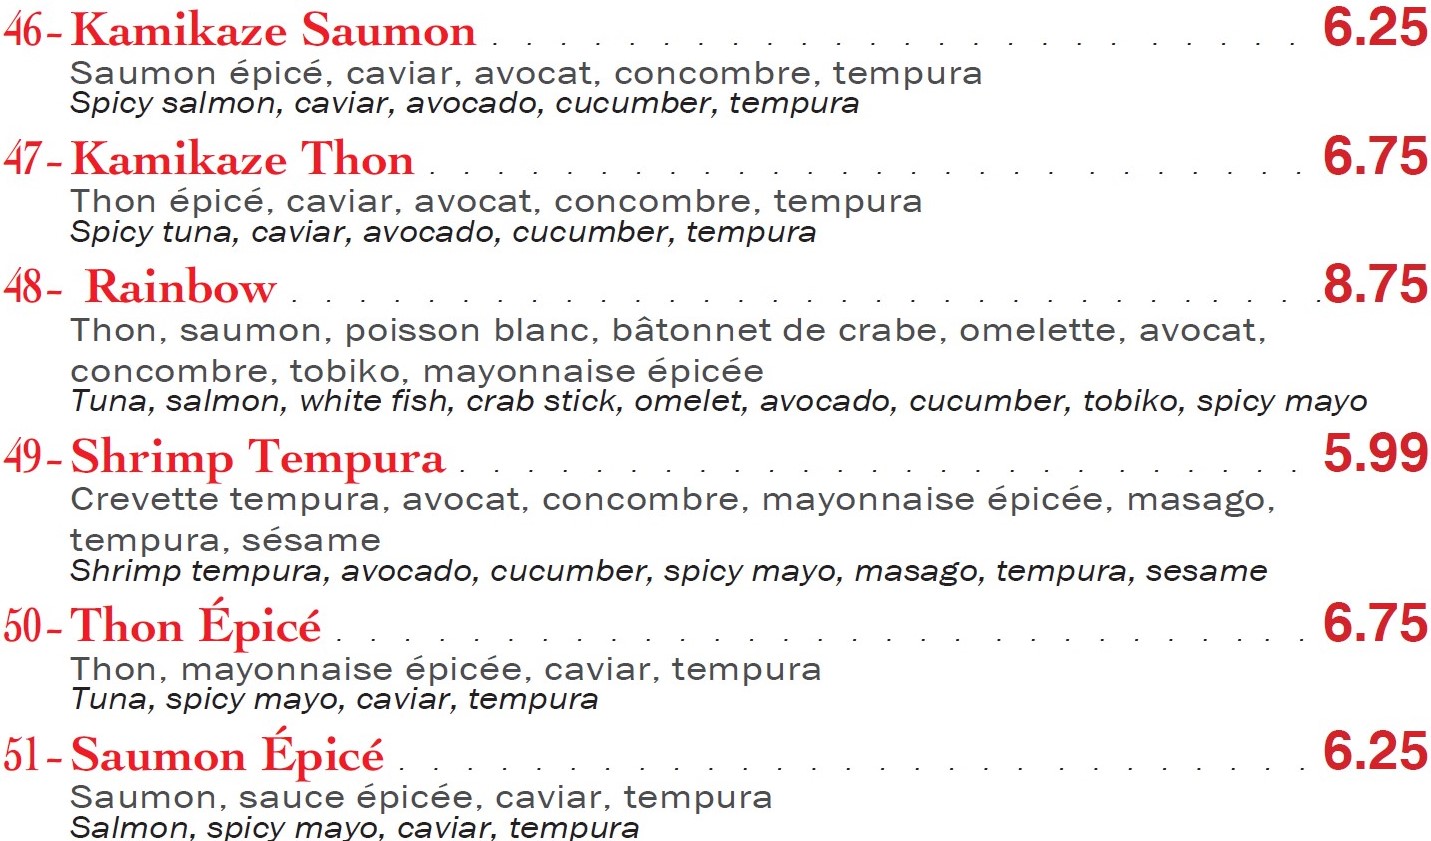 46- Kamikaze Saumon . . . . . . . . . . . . . . . . . . . . . . . . 6.25
Saumon épicé, caviar, avocat, concombre, tempura
Spicy salmon, caviar, avocado, cucumber, tempura
47- Kamikaze Thon . . . . . . . . . . . . . . . . . . . . . . . . . . 6.75
Thon épicé, caviar, avocat, concombre, tempura
Spicy tuna, caviar, avocado, cucumber, tempura
48- Rainbow . . . . . . . . . . . . . . . . . . . . . . . . . . . . . . .8.75
Thon, saumon, poisson blanc, bâtonnet de crabe, omelette, avocat,
concombre, tobiko, mayonnaise épicée
Tuna, salmon, white fish, crab stick, omelet, avocado, cucumber, tobiko, spicy mayo
49- Shrimp Tempura . . . . . . . . . . . . . . . . . . . . . . . . . 5.99
Crevette tempura, avocat, concombre, mayonnaise épicée, masago,
tempura, sésame
Shrimp tempura, avocado, cucumber, spicy mayo, masago, tempura, sesame
50- Thon Épicé . . . . . . . . . . . . . . . . . . . . . . . . . . . . . 6.75
Thon, mayonnaise épicée, caviar, tempura
Tuna, spicy mayo, caviar, tempura
51- Saumon Épicé . . . . . . . . . . . . . . . . . . . . . . . . . . . 6.25
Saumon, sauce épicée, caviar, tempura
Salmon, spicy mayo, caviar, tempura